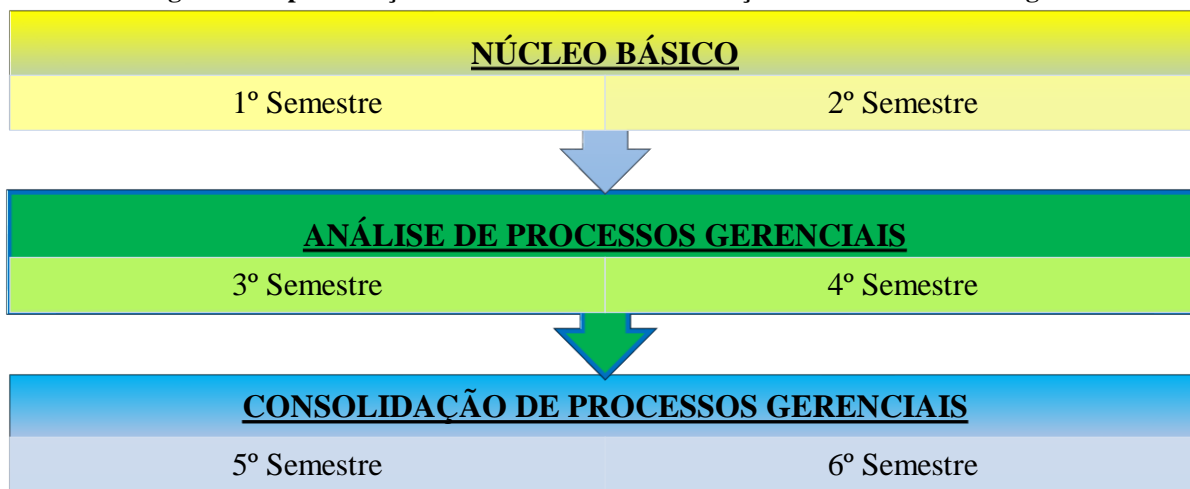 NÚCLEO BÁSICO
1º Semestre 2º Semestre
ANÁLISE DE PROCESSOS GERENCIAIS
3º Semestre 4º Semestre
CONSOLIDAÇÃO DE PROCESSOS GERENCIAIS
5º Semestre 6º Semestre